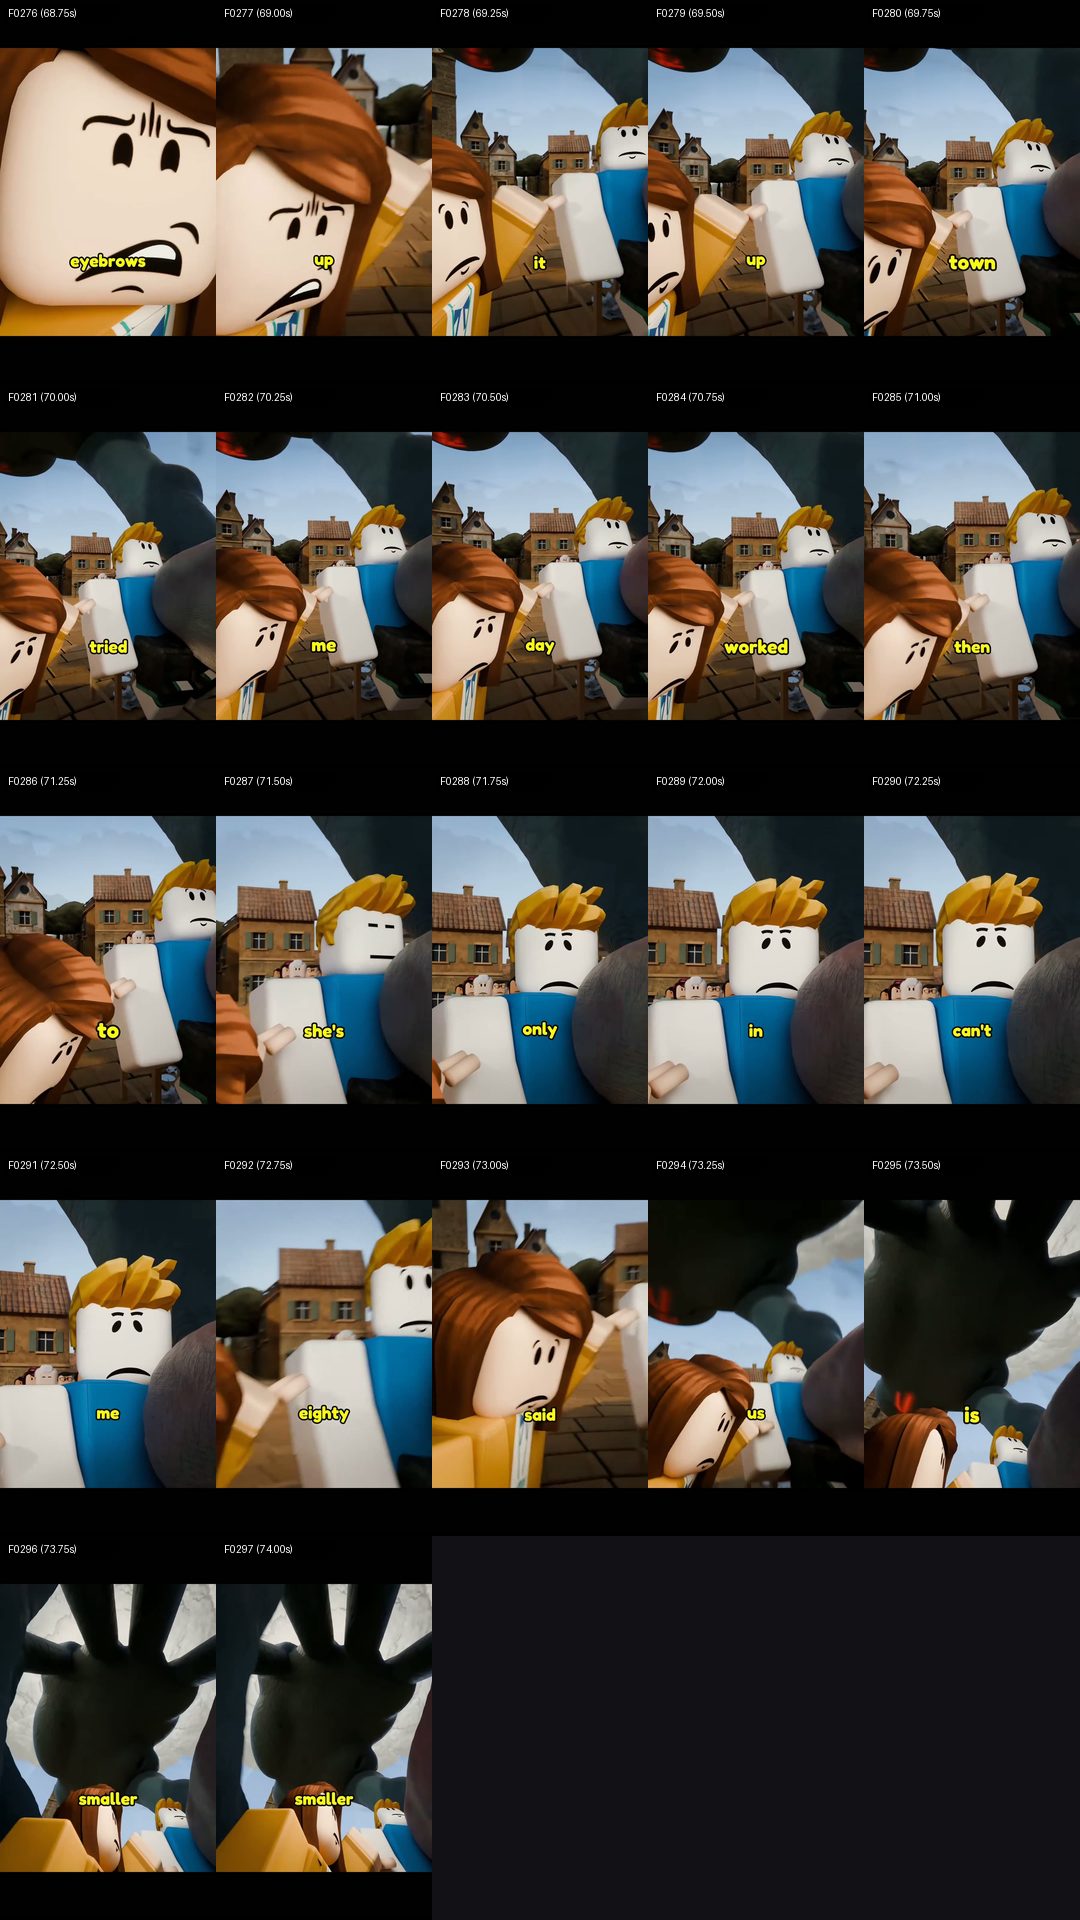 F0276 (68.75s)
F0277 (69.00s)
F0278 (69.25s)
F0279 (69.50s)
F0280 (69.75s)
eyebrows
up
it
up
town
F0281 (70.00s)
F0282 (70.25s)
F0283 (70.50s)
F0284 (70.75s)
F0285 (71.00s)
tried
me
day
worked
then
F0286 (71.25s)
F0287 (71.50s)
F0288 (71.75s)
F0289 (72.00s)
F0290 (72.25s)
to
she's
only
in
can't
F0291 (72.50s)
F0292 (72.75s)
F0293 (73.00s)
F0294 (73.25s)
F0295 (73.50s)
me
eighty
said
us
is
F0296 (73.75s)
F0297 (74.00s)
smaller
smaller